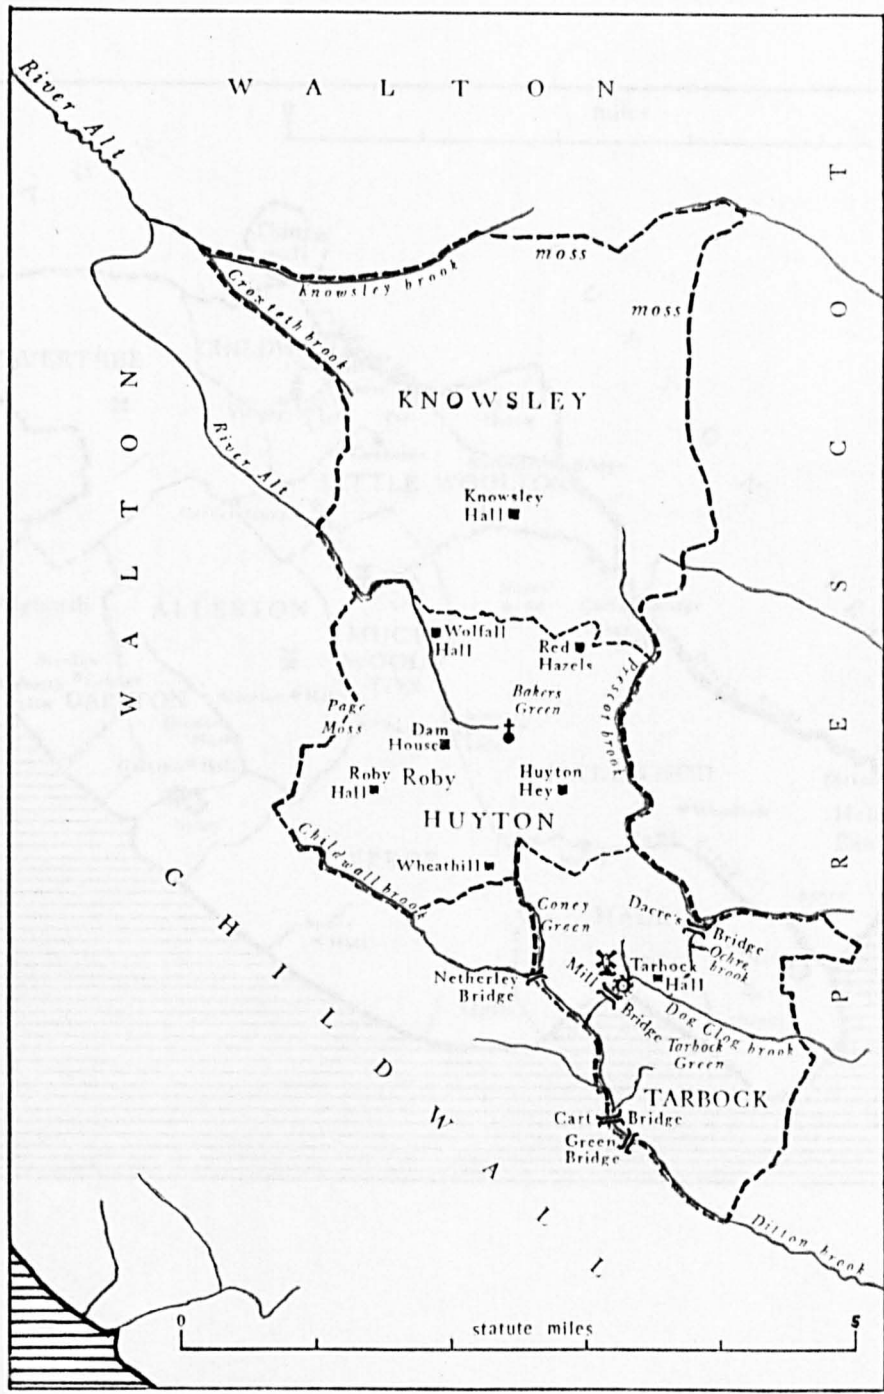 River Alt
WALTON
PRESCOT
moss
Knowsley brook
moss
Croxteth brook
WALTON
KNOWSLEY
River Alt
Knowsley
Hall
Wolfall
Hall
Red
Hazels
Page
Moss
Bakers
Green
Prescot brook
Dam
House
Roby
Hall
Roby
Huyton
Hey
HUYTON
Childwall brook
Wheathill
CHILDWALL
Coney
Green
Dacre's
Bridge
Ochre
brook
Netherley
Bridge
Mill
Bridge
Tarbock
Hall
Dog Clog brook
Tarbock
Green
TARBOCK
Cart Bridge
Green
Bridge
Ditton brook
0 statute miles 5